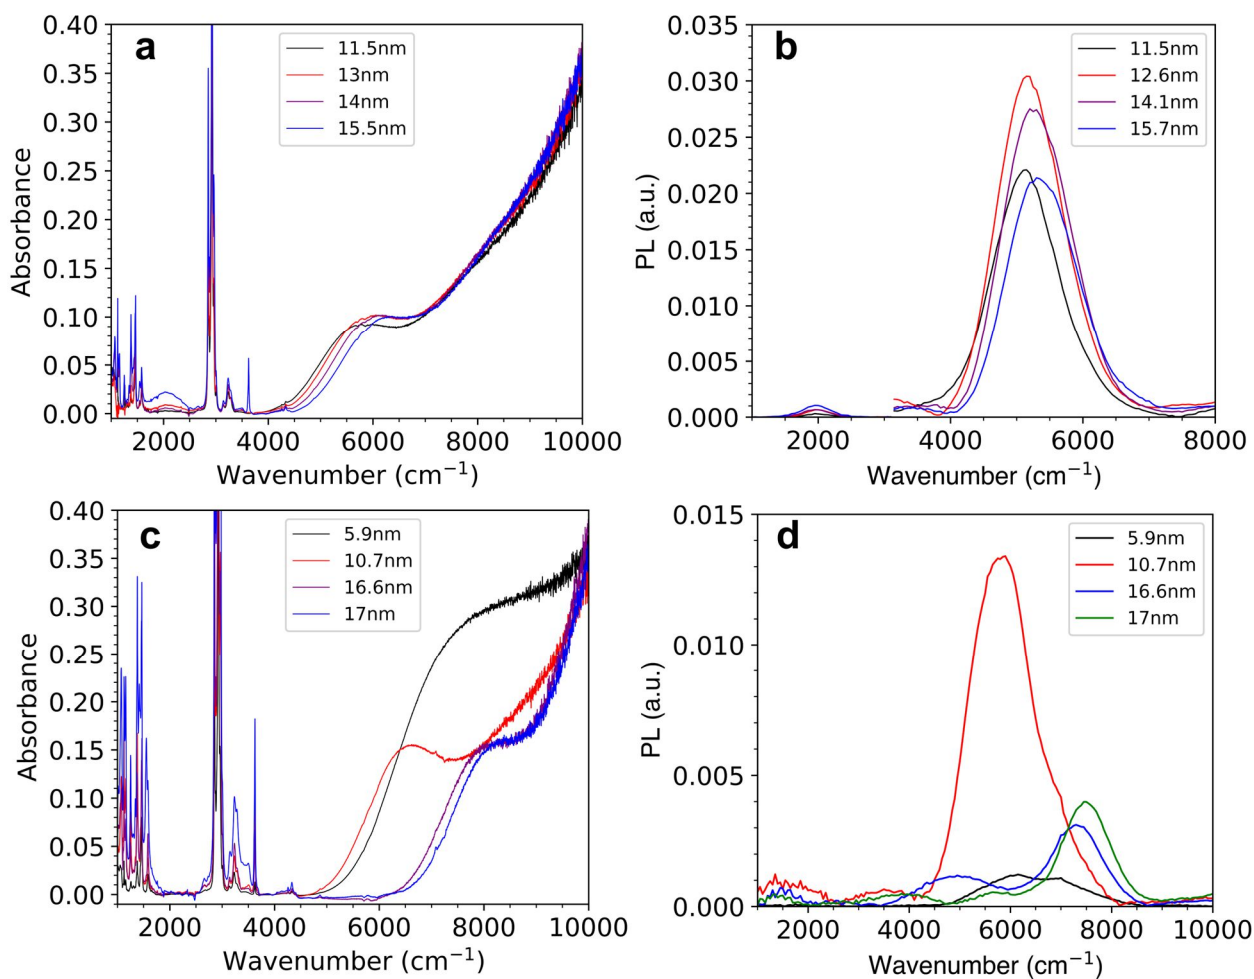 a
0.40
0.35
0.30
0.25
0.20
0.15
0.10
0.05
0.00
Absorbance
11.5nm
13nm
14nm
15.5nm
2000 4000 6000 8000 10000
Wavenumber (cm⁻¹)
b
0.035
0.030
0.025
0.020
0.015
0.010
0.005
0.000
PL (a.u.)
11.5nm
12.6nm
14.1nm
15.7nm
2000 4000 6000 8000
Wavenumber (cm⁻¹)
c
0.40
0.35
0.30
0.25
0.20
0.15
0.10
0.05
0.00
Absorbance
5.9nm
10.7nm
16.6nm
17nm
2000 4000 6000 8000 10000
Wavenumber (cm⁻¹)
d
0.015
0.010
0.005
0.000
PL (a.u.)
5.9nm
10.7nm
16.6nm
17nm
2000 4000 6000 8000 10000
Wavenumber (cm⁻¹)